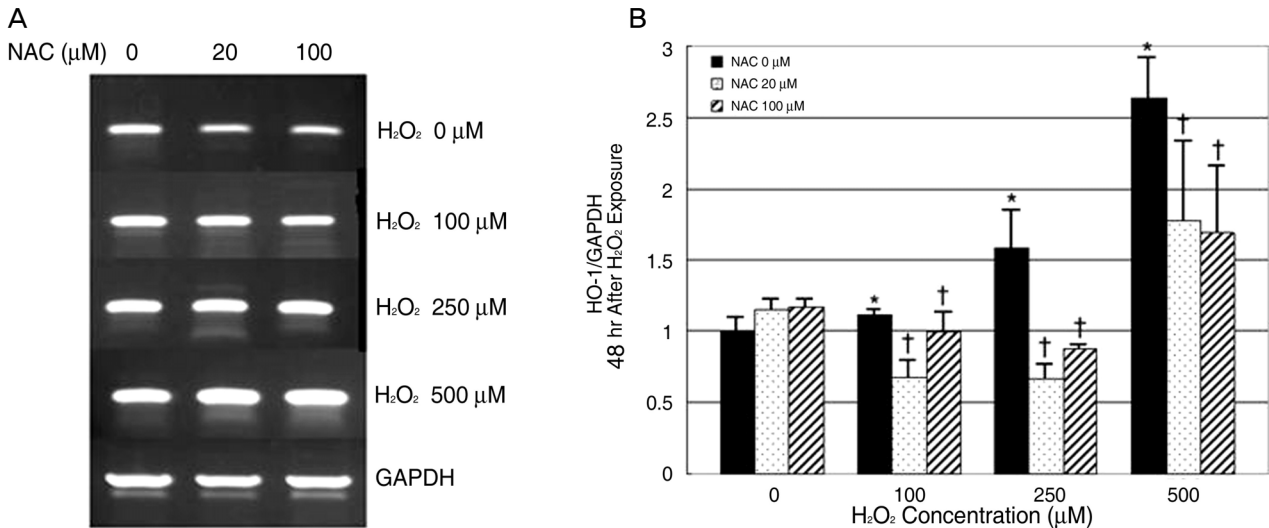 A
NAC (μM) 0 20 100
H₂O₂ 0 μM
H₂O₂ 100 μM
H₂O₂ 250 μM
H₂O₂ 500 μM
GAPDH
B
HO-1/GAPDH
48 hr After H₂O₂ Exposure
3
2.5
2
1.5
1
0.5
0
NAC 0 μM
NAC 20 μM
NAC 100 μM
*
†
†
*
†
†
*
†
†
0 100 250 500
H₂O₂ Concentration (μM)